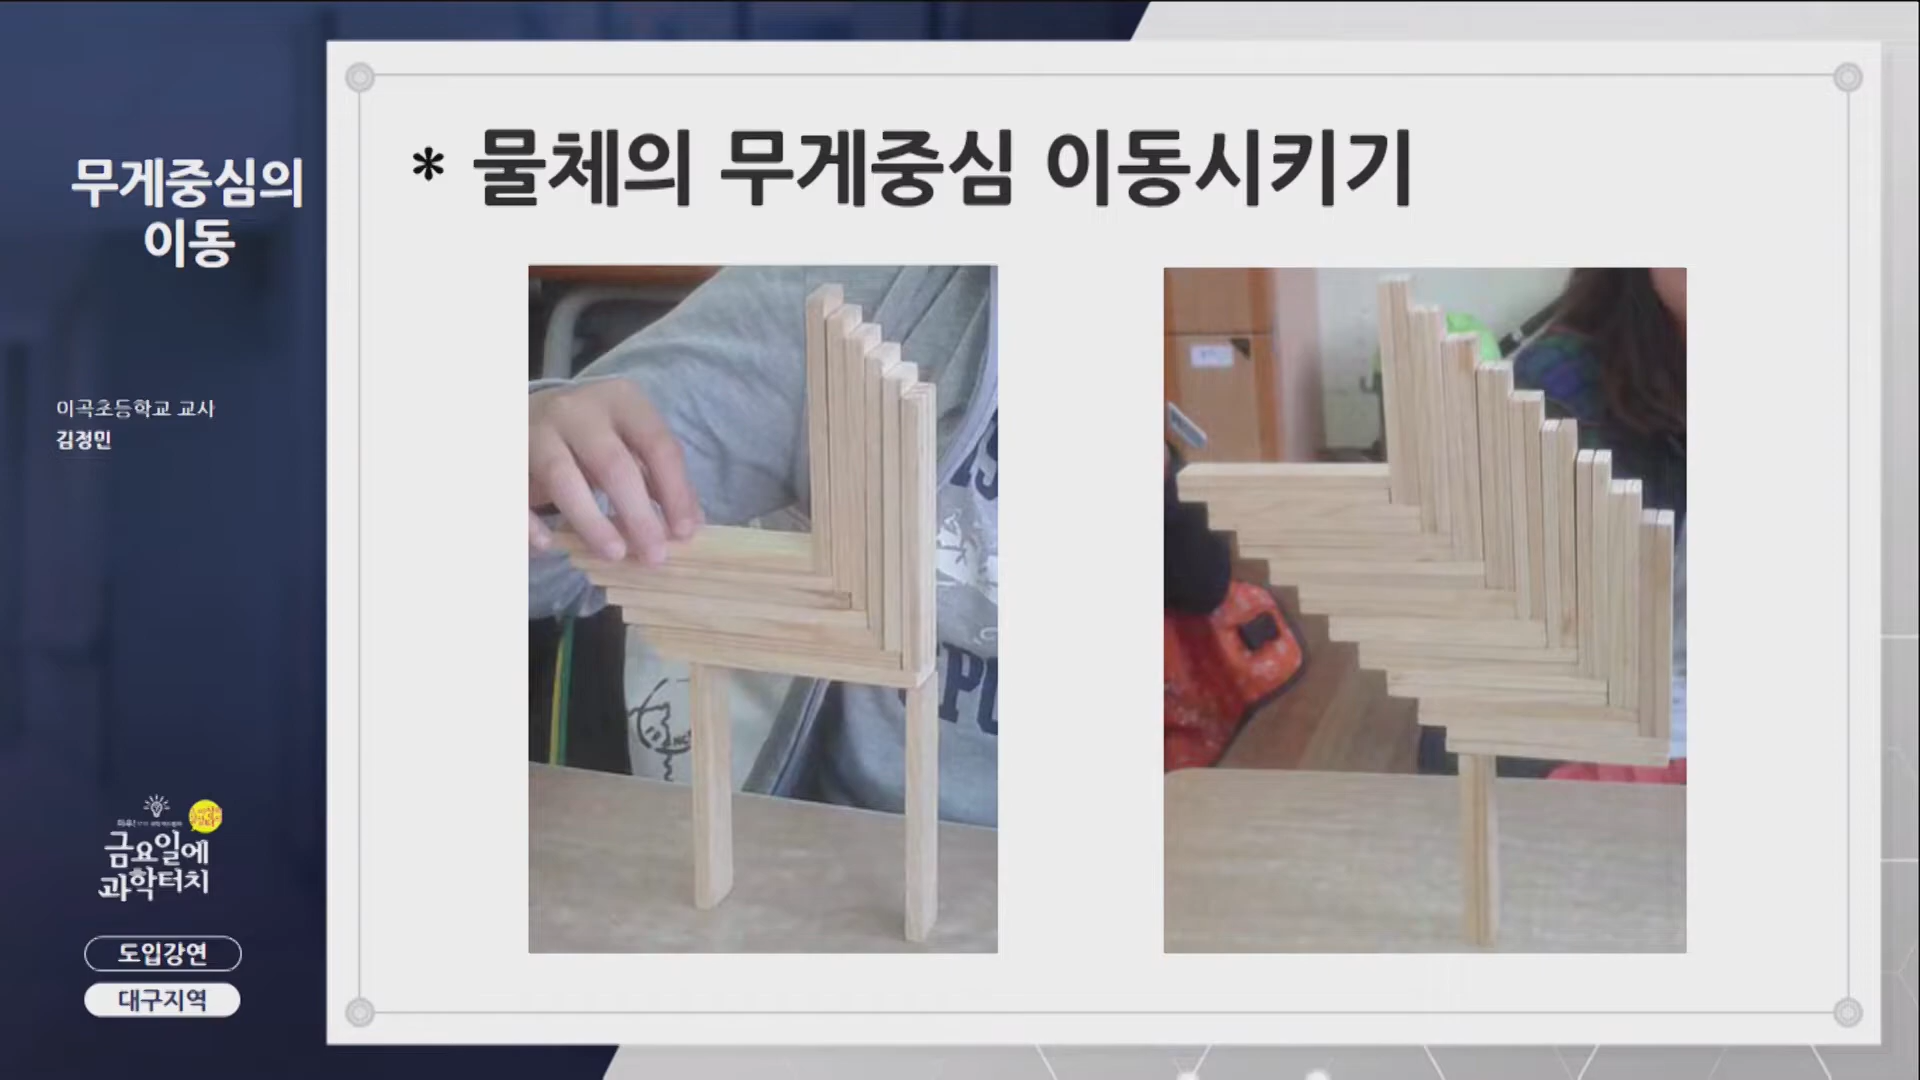 무게중심의
이동
이곡초등학교 교사
김정민
금요일에
과학터치
도입강연
대구지역
* 물체의 무게중심 이동시키기